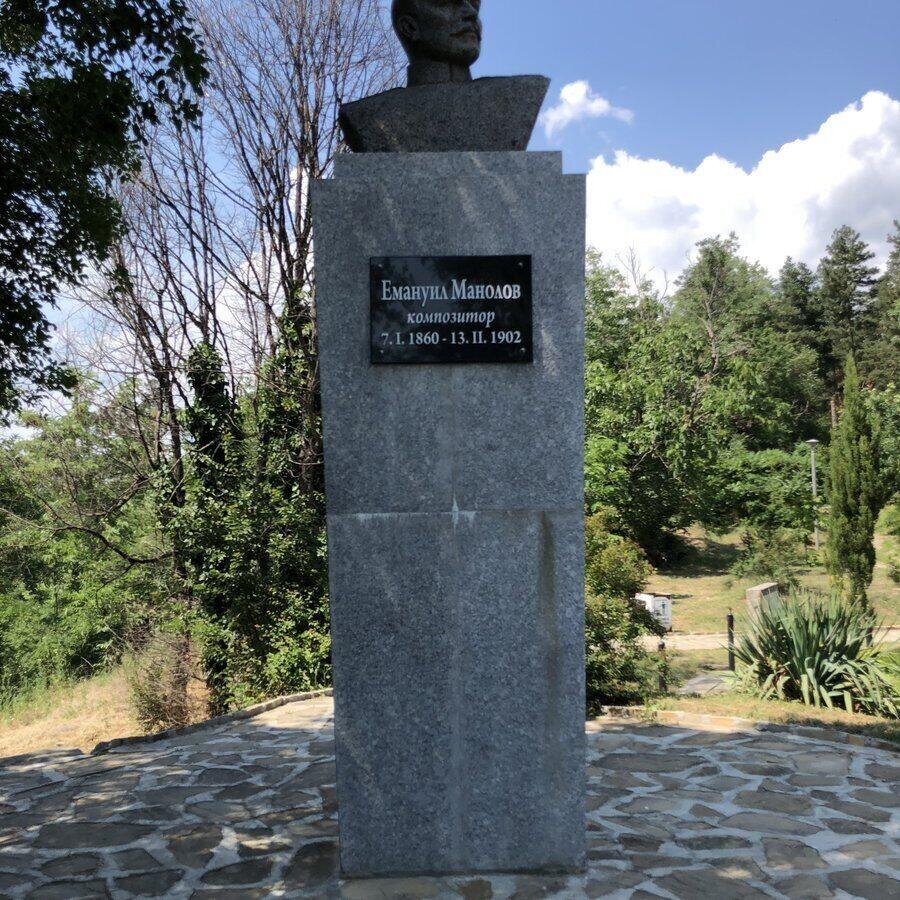 Емануил Манолов
композитор
7. I. 1860 - 13. II. 1902